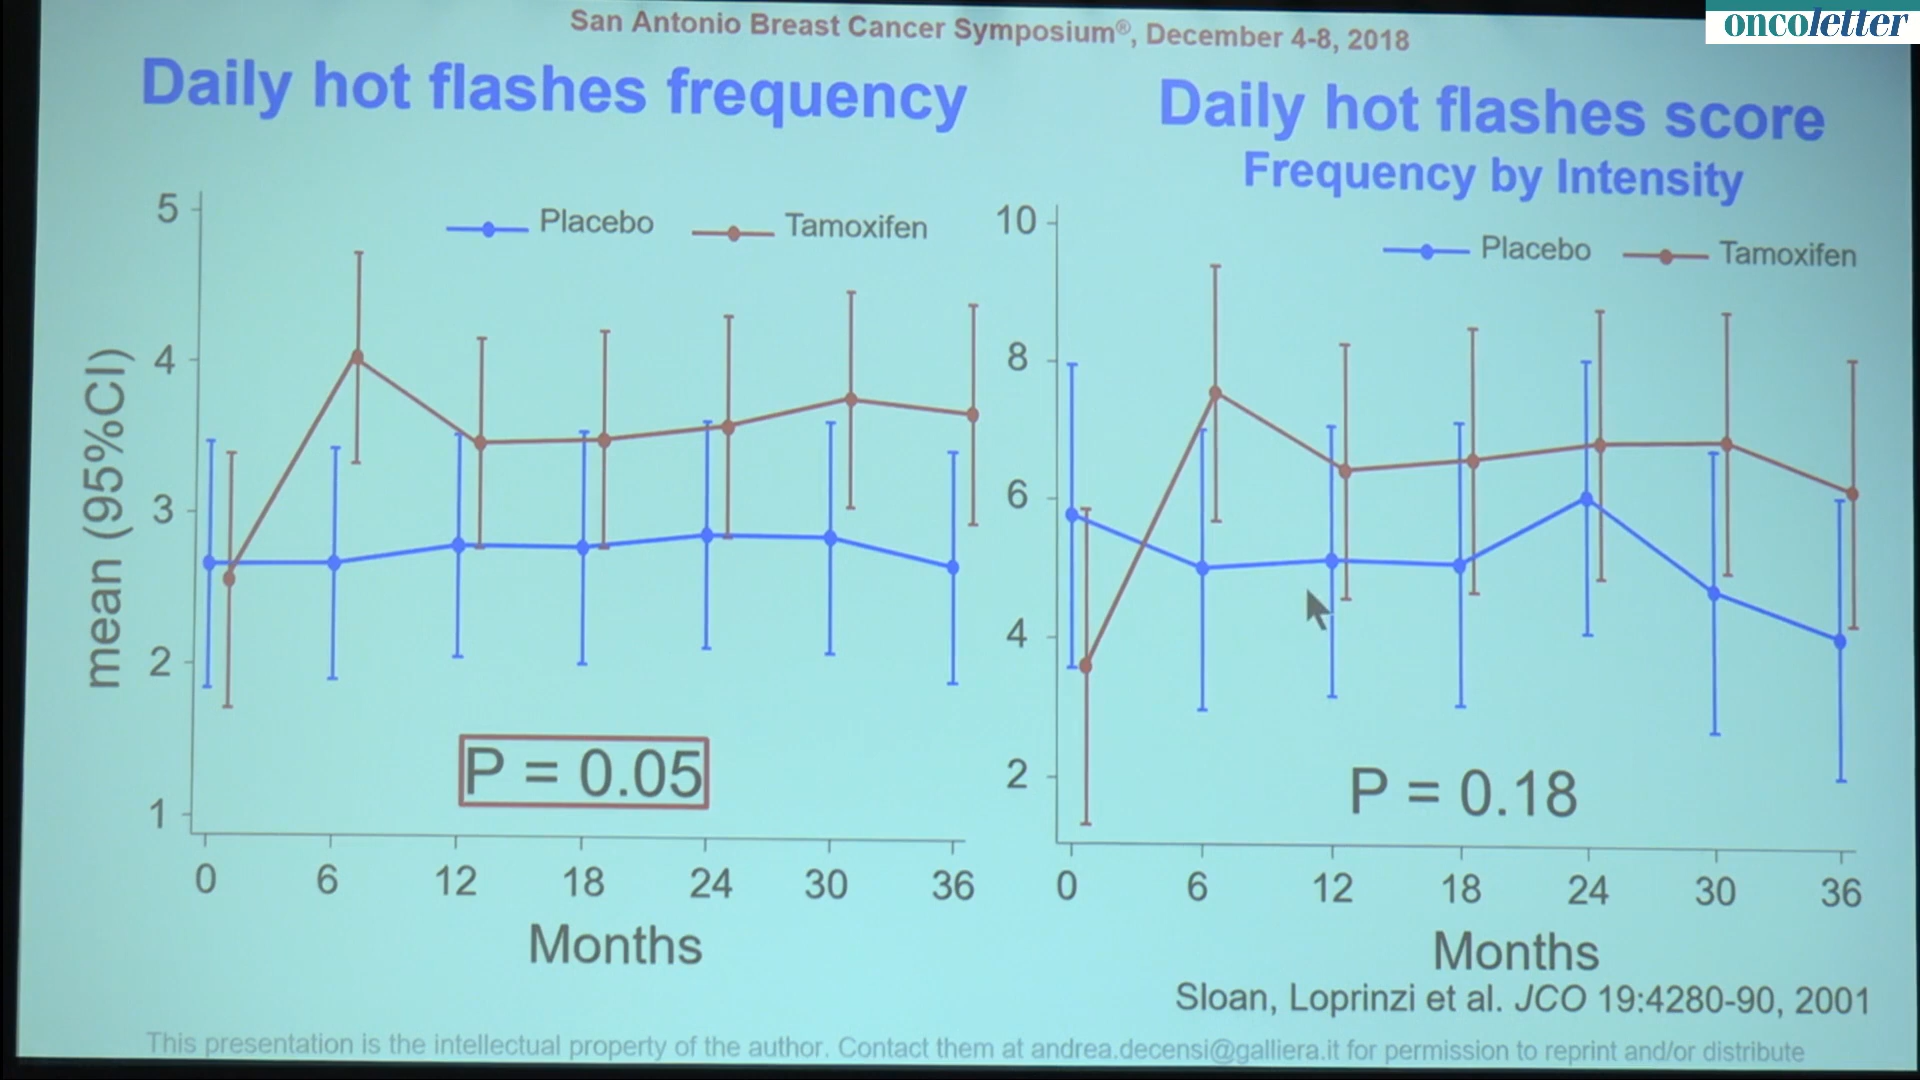 San Antonio Breast Cancer Symposium®, December 4-8, 2018
oncoletter
Daily hot flashes frequency
Daily hot flashes score
Frequency by Intensity
Placebo
Tamoxifen
Placebo
Tamoxifen
mean (95%CI)
5
4
3
2
1
10
8
6
4
2
P = 0.05
P = 0.18
0 6 12 18 24 30 36
0 6 12 18 24 30 36
Months
Months
Sloan, Loprinzi et al. JCO 19:4280-90, 2001
This presentation is the intellectual property of the author. Contact them at andrea.decensi@galliera.it for permission to reprint and/or distribute